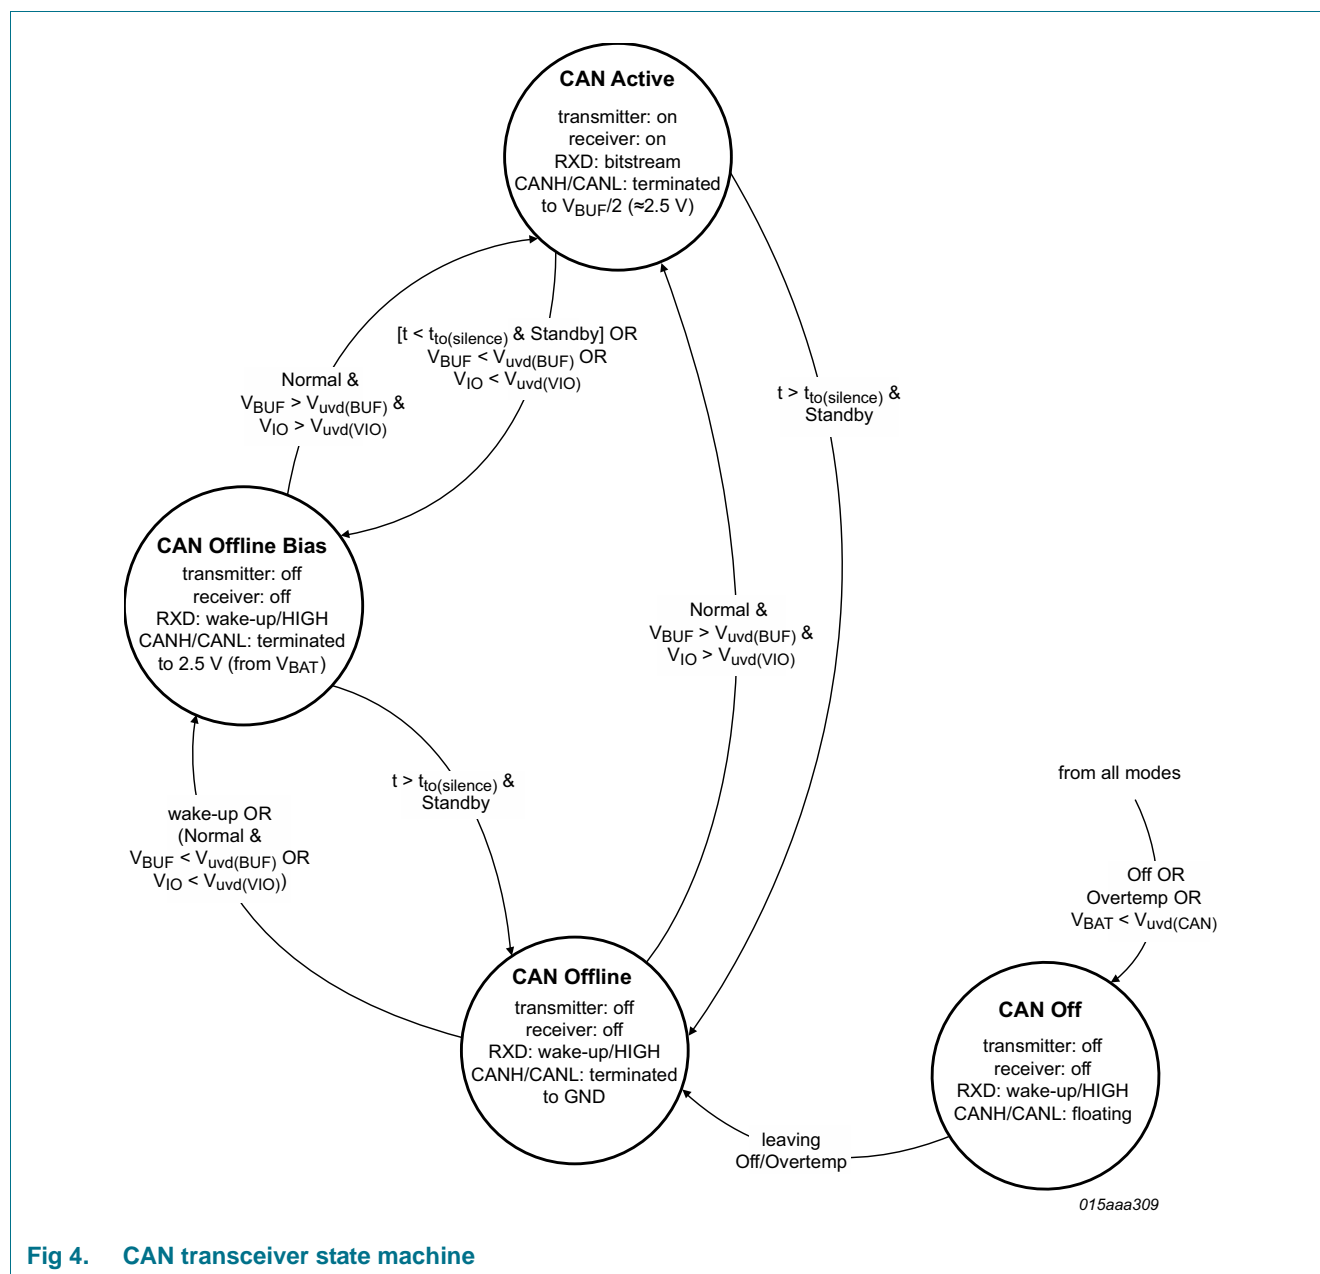 CAN Active
transmitter: on
receiver: on
RXD: bitstream
CANH/CANL: terminated
to VBUF/2 (≈2.5 V)
[t < tto(silence) & Standby] OR
VBUF < Vuvd(BUF) OR
VIO < Vuvd(VIO)
Normal &
VBUF > Vuvd(BUF) &
VIO > Vuvd(VIO)
t > tto(silence) &
Standby
CAN Offline Bias
transmitter: off
receiver: off
RXD: wake-up/HIGH
CANH/CANL: terminated
to 2.5 V (from VBAT)
Normal &
VBUF > Vuvd(BUF) &
VIO > Vuvd(VIO)
t > tto(silence) &
Standby
wake-up OR
(Normal &
VBUF < Vuvd(BUF) OR
VIO < Vuvd(VIO))
from all modes
Off OR
Overtemp OR
VBAT < Vuvd(CAN)
CAN Offline
transmitter: off
receiver: off
RXD: wake-up/HIGH
CANH/CANL: terminated
to GND
CAN Off
transmitter: off
receiver: off
RXD: wake-up/HIGH
CANH/CANL: floating
leaving
Off/Overtemp
015aaa309
Fig 4. CAN transceiver state machine